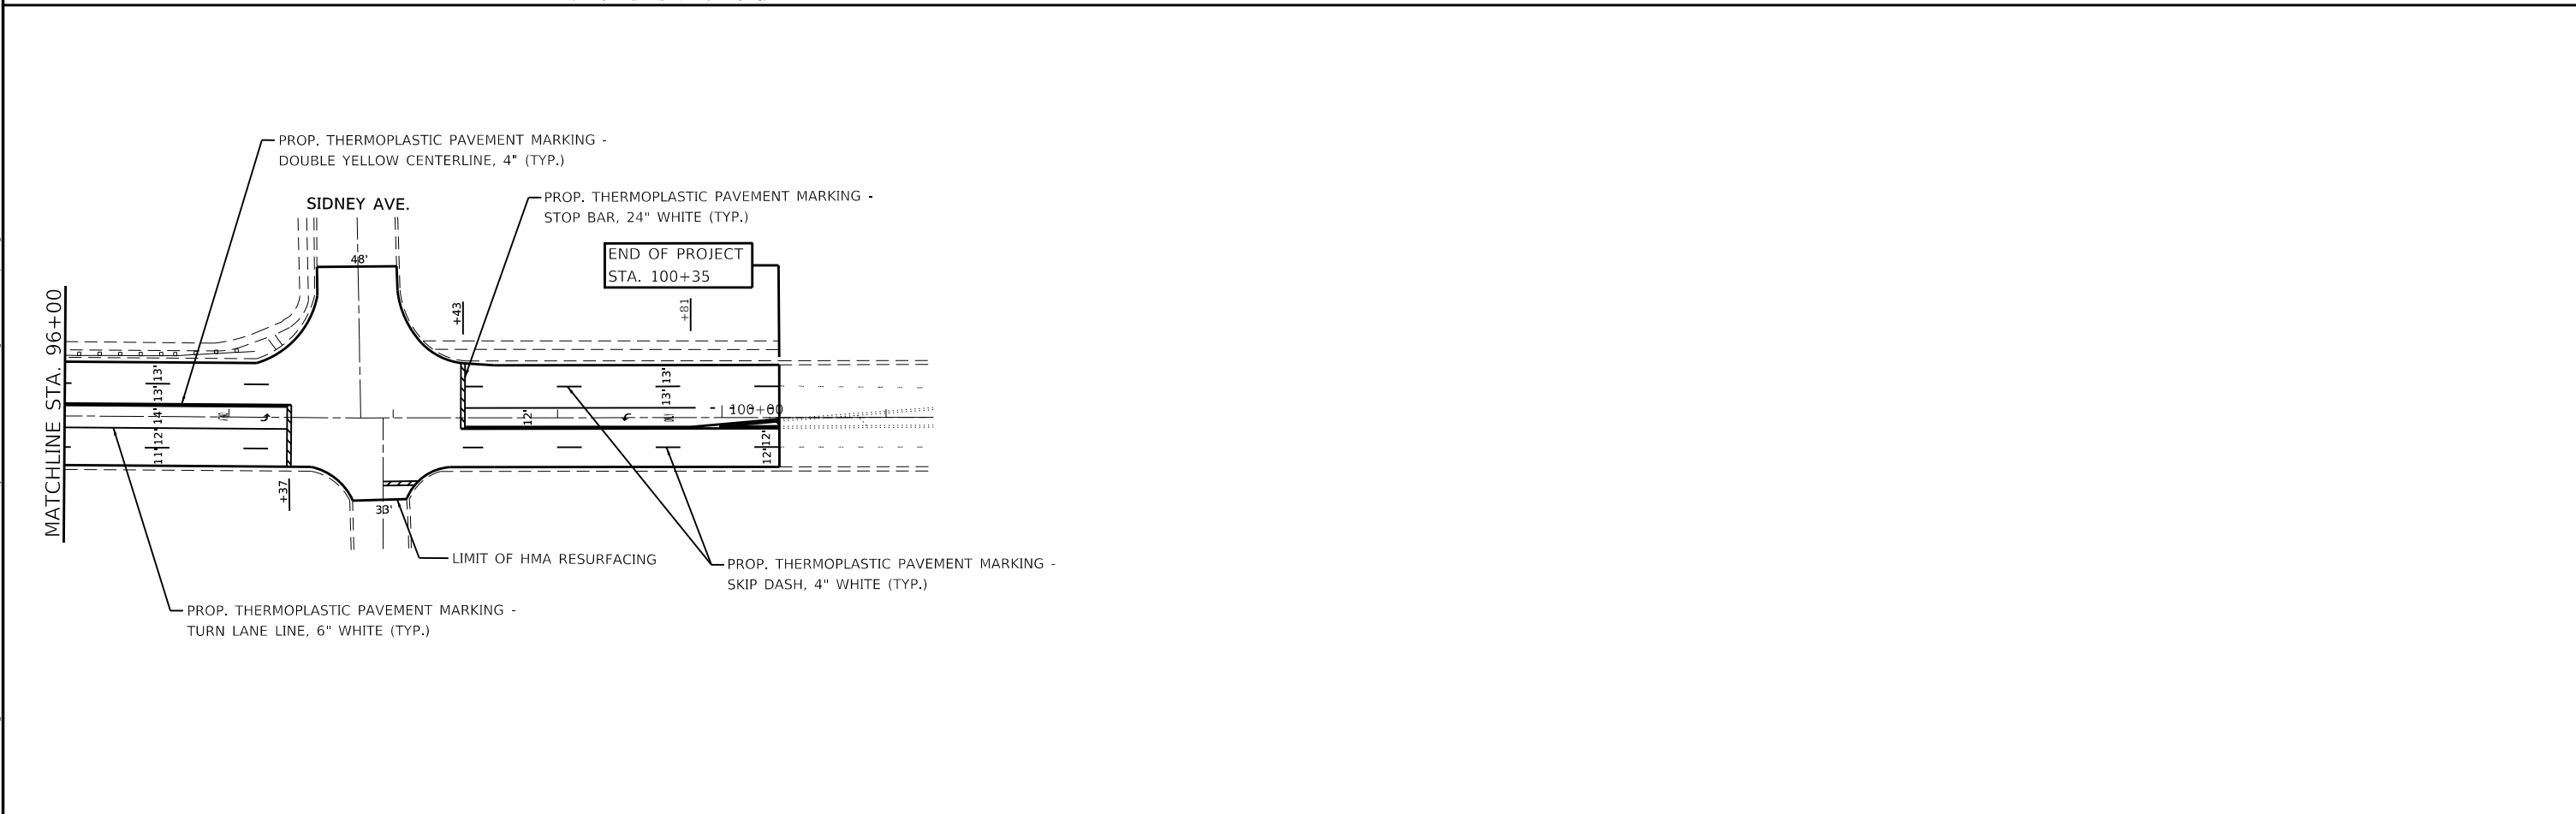 PROP. THERMOPLASTIC PAVEMENT MARKING -
DOUBLE YELLOW CENTERLINE, 4" (TYP.)
SIDNEY AVE.
PROP. THERMOPLASTIC PAVEMENT MARKING -
STOP BAR, 24" WHITE (TYP.)
END OF PROJECT
STA. 100+35
48'
+43
+81
MATCHLINE STA. 96+00
13'
13'
14'
12'
11'
13'
13'
12'
100+00
12'
12'
+37
33'
LIMIT OF HMA RESURFACING
PROP. THERMOPLASTIC PAVEMENT MARKING -
SKIP DASH, 4" WHITE (TYP.)
PROP. THERMOPLASTIC PAVEMENT MARKING -
TURN LANE LINE, 6" WHITE (TYP.)